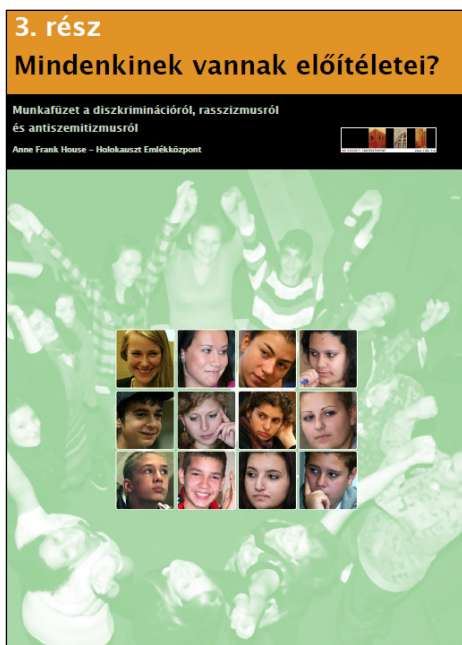 3. rész
Mindenkinek vannak előítéletei?
Munkafüzet a diszkriminációról, rasszizmusról
és antiszemitizmusról
Anne Frank House – Holokauszt Emlékközpont